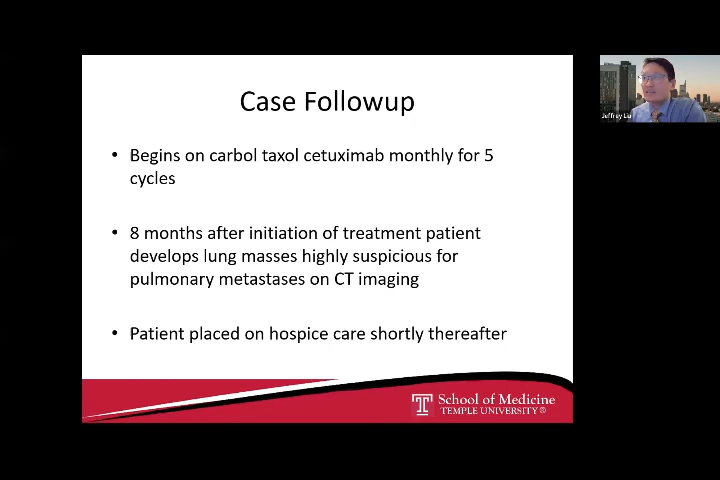 Case Followup
• Begins on carbol taxol cetuximab monthly for 5
cycles
• 8 months after initiation of treatment patient
develops lung masses highly suspicious for
pulmonary metastases on CT imaging
• Patient placed on hospice care shortly thereafter
School of Medicine
TEMPLE UNIVERSITY®
Jeffrey Liu